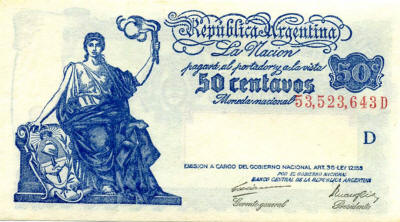 República Argentina
La Nación
pagará al portador y a la vista
50 centavos
Moneda nacional 53,523,643 D
50c
D
EMISION A CARGO DEL GOBIERNO NACIONAL ART. 36-LEY 12155
POR EL GOBIERNO NACIONAL
BANCO CENTRAL DE LA REPUBLICA ARGENTINA
Gerente general
Presidente